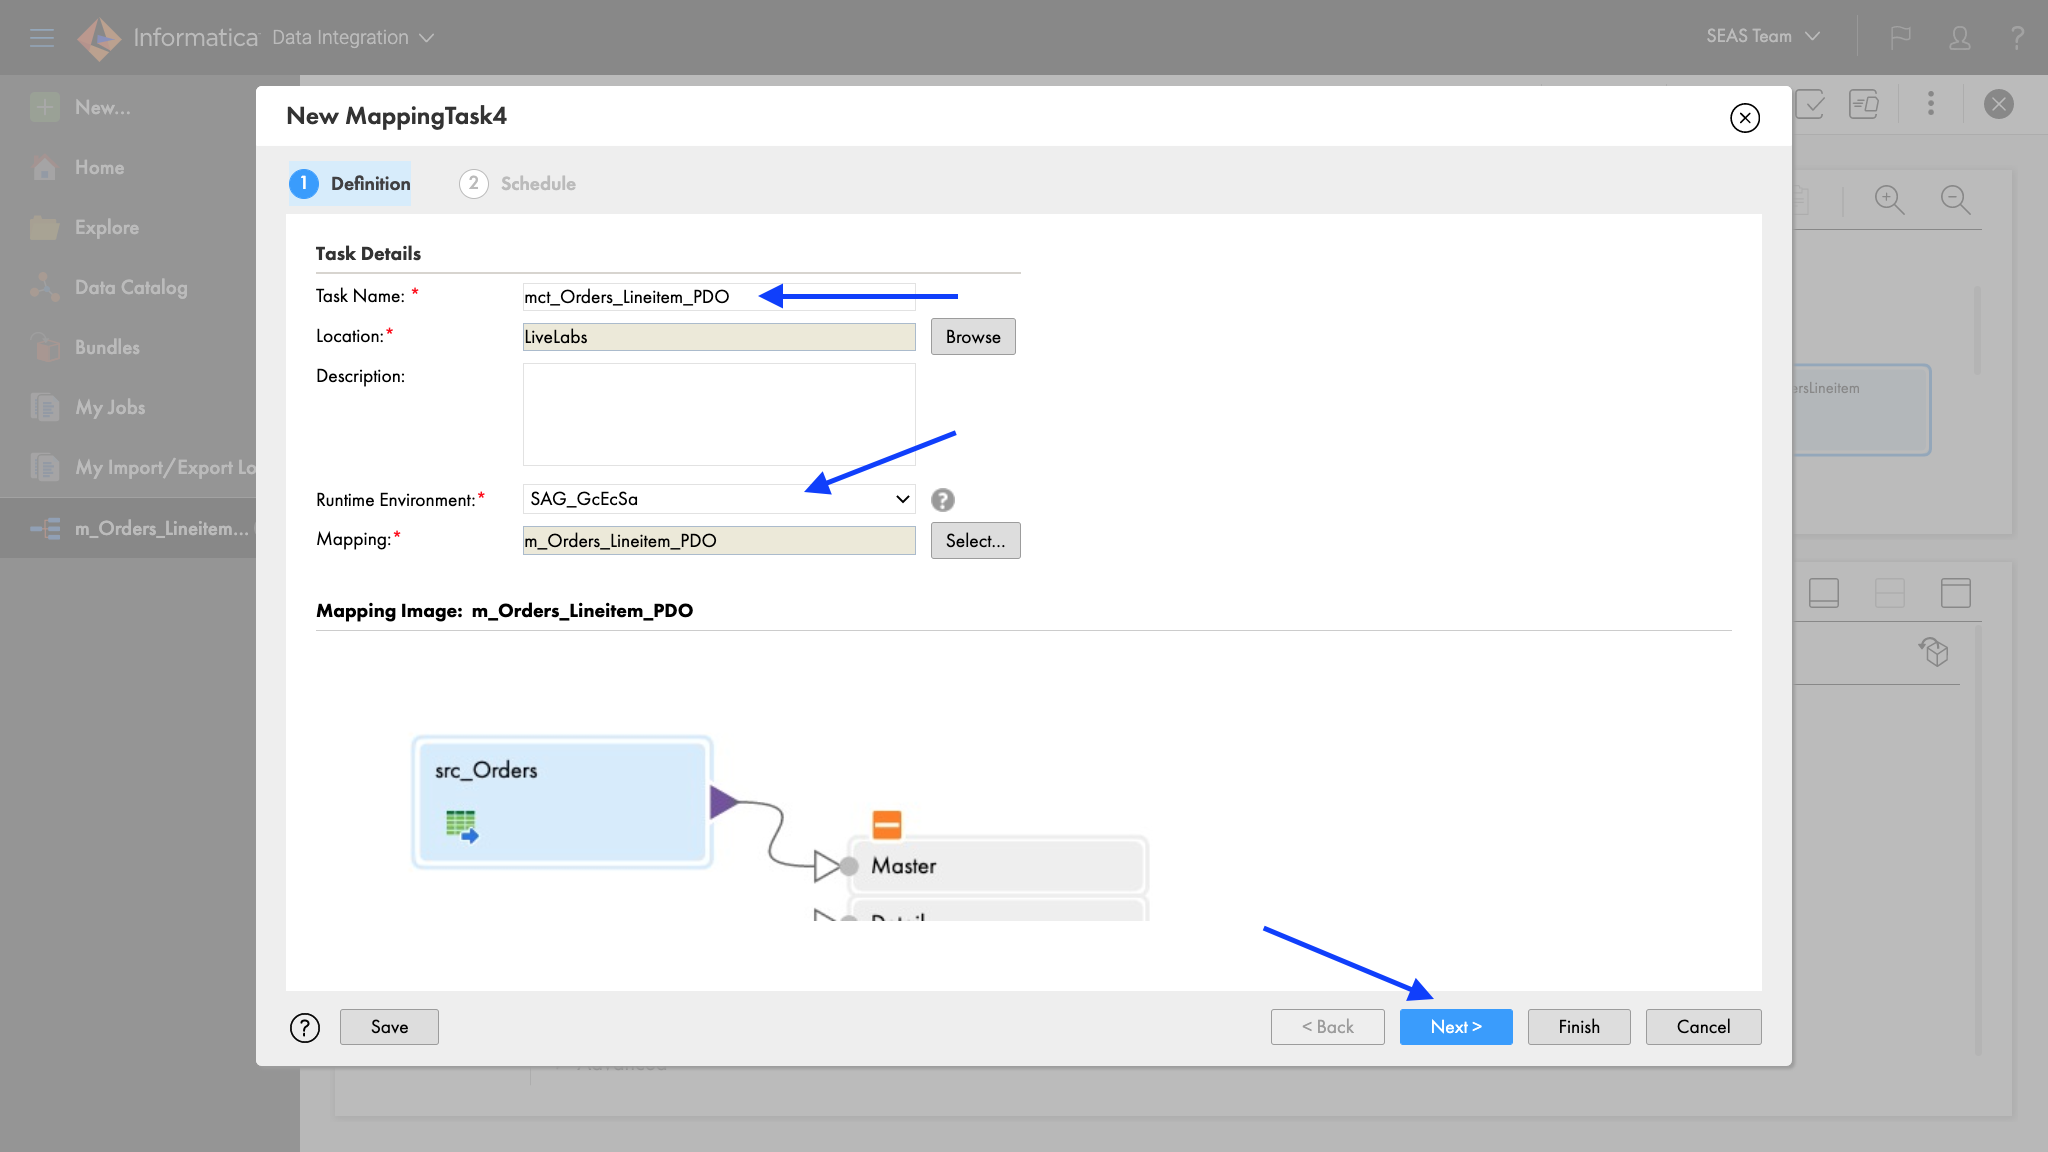 Informatica Data Integration
SEAS Team
?
New...
Home
Explore
Data Catalog
Bundles
My Jobs
My Import/Export Lo
m_Orders_Lineitem...
New MappingTask4
1 Definition
2 Schedule
Task Details
Task Name: *
mct_Orders_Lineitem_PDO
Location:*
LiveLabs
Browse
Description:
Runtime Environment:*
SAG_GcEcSa
?
Mapping:*
m_Orders_Lineitem_PDO
Select...
Mapping Image: m_Orders_Lineitem_PDO
src_Orders
Master
Detail
?
Save
< Back
Next >
Finish
Cancel
ersLineitem
Advanced